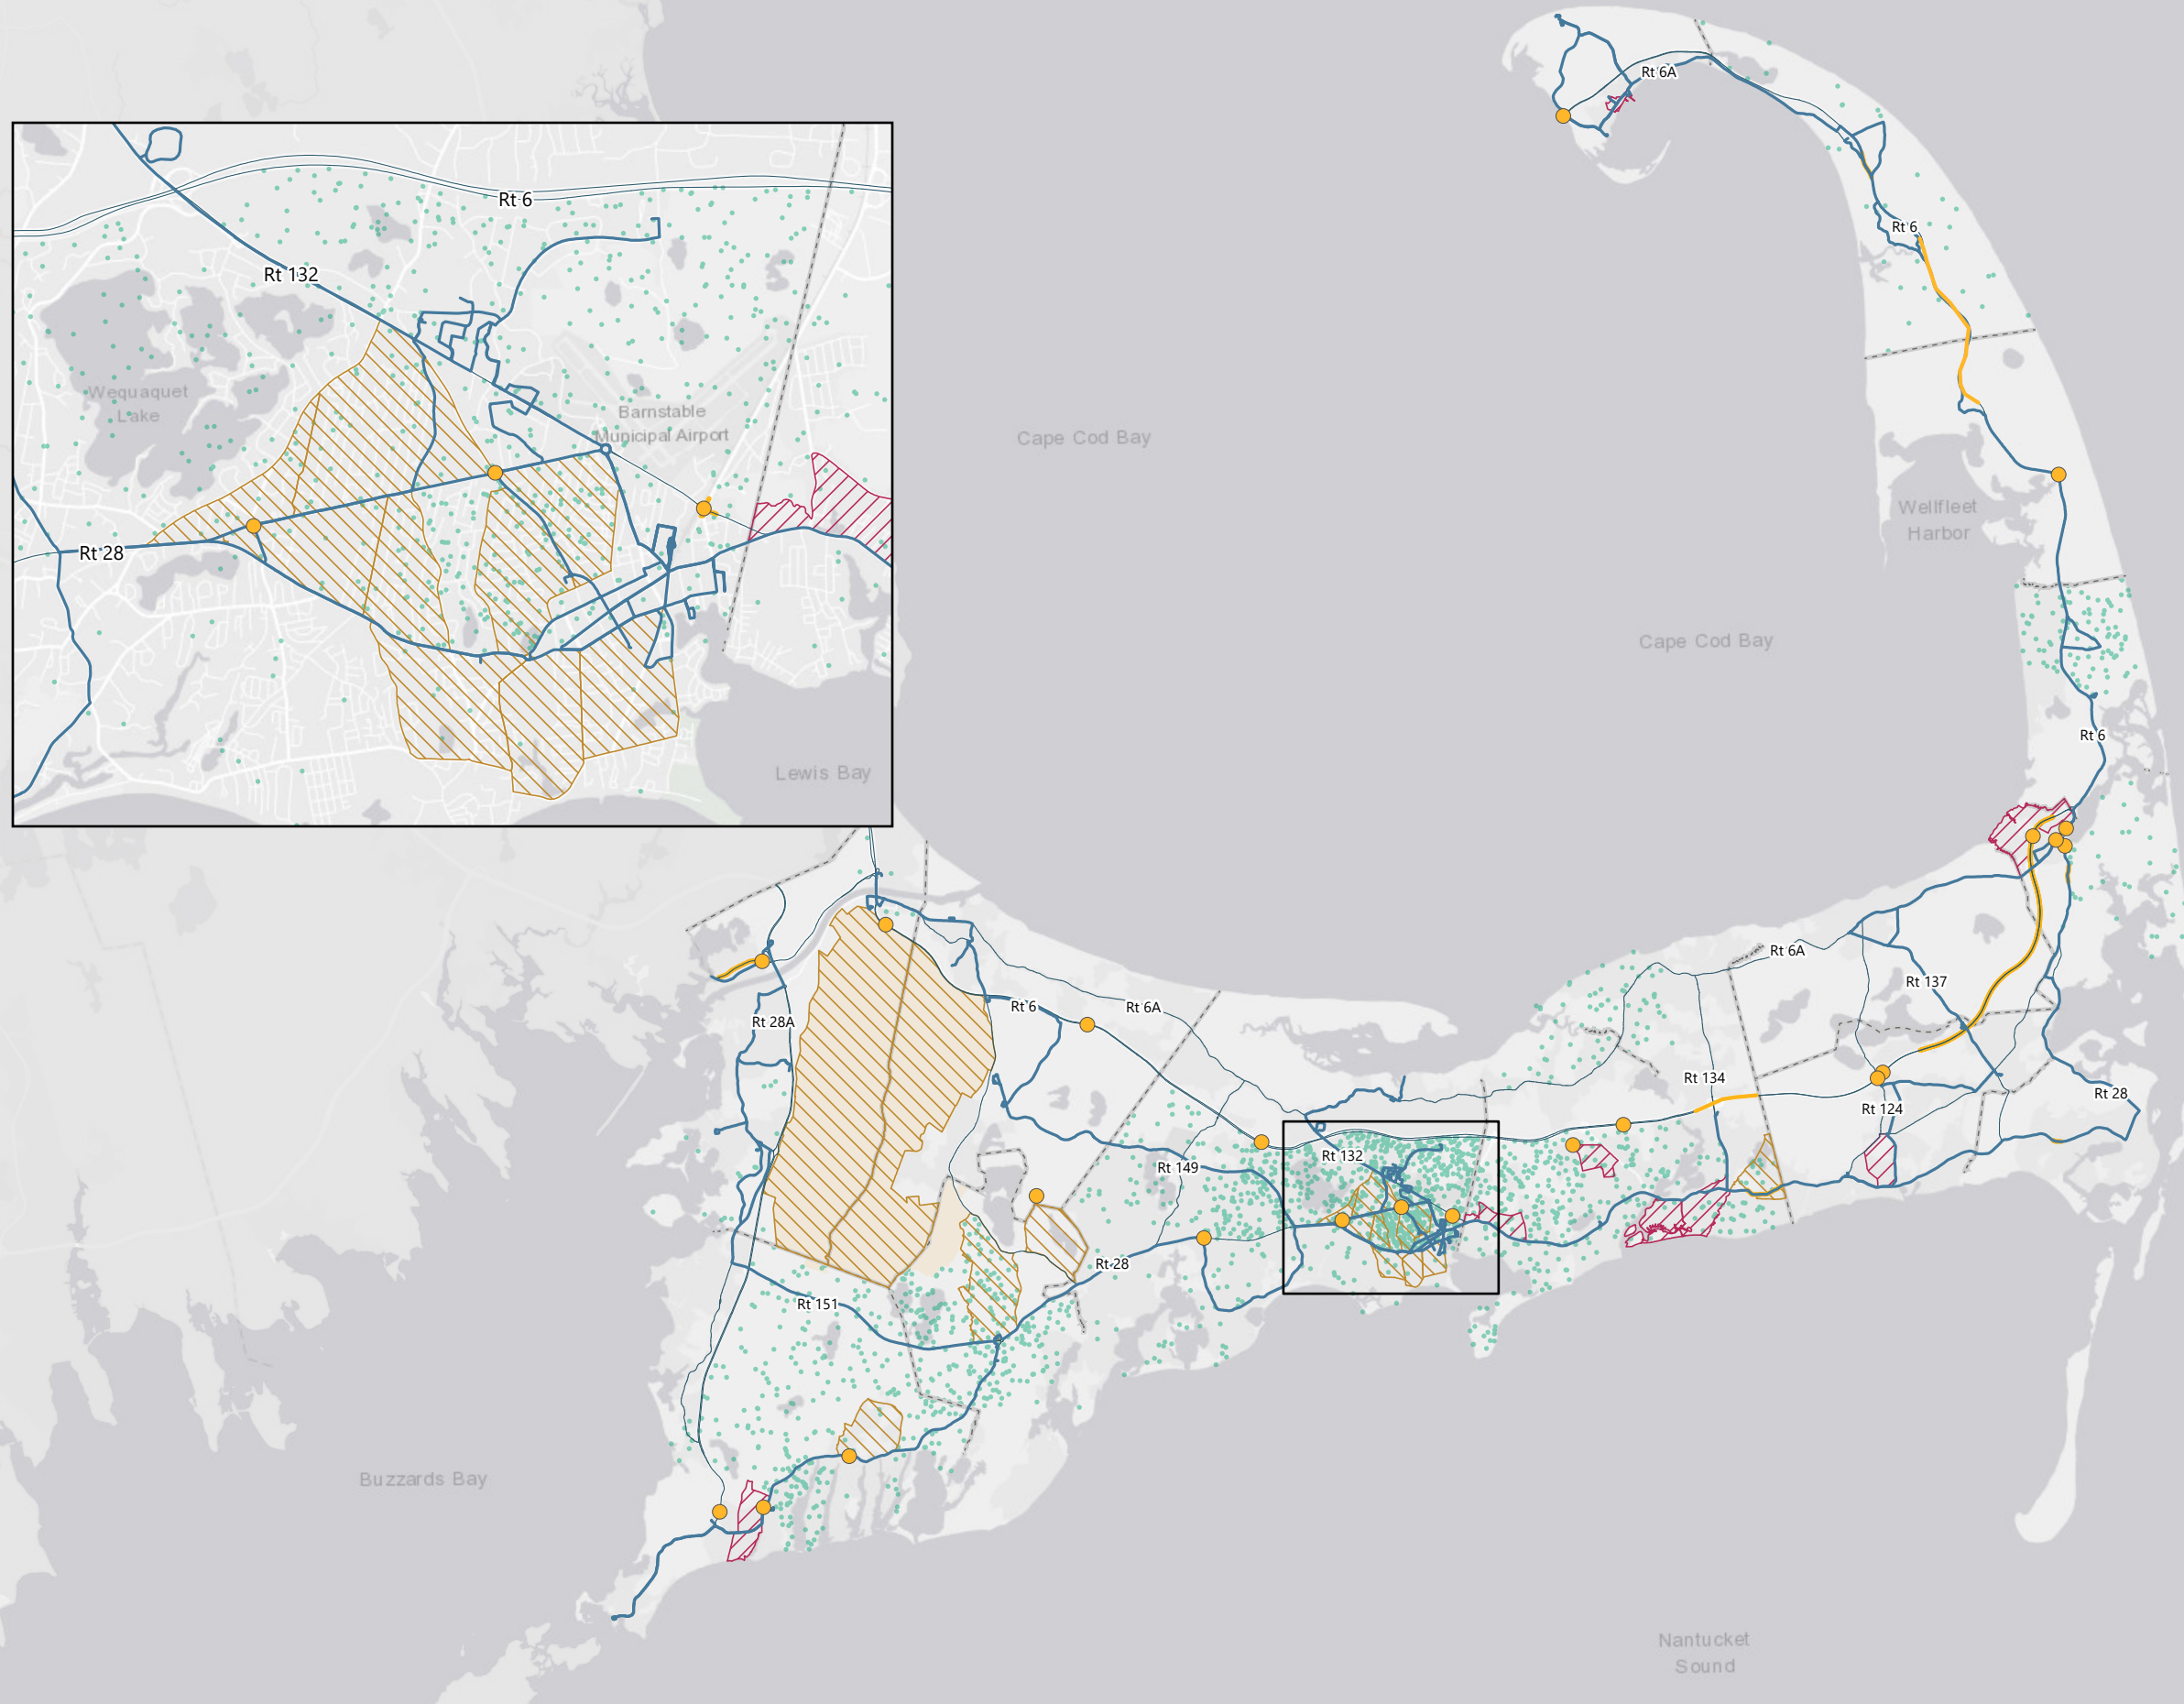 Rt 6A
Rt 6
Rt 6
Rt 132
Wequaquet
Lake
Barnstable
Municipal Airport
Cape Cod Bay
Wellfleet
Harbor
Rt 28
Cape Cod Bay
Rt 6
Lewis Bay
Rt 6A
Rt 137
Rt 6
Rt 6A
Rt 28A
Rt 134
Rt 28
Rt 124
Rt 132
Rt 149
Rt 28
Rt 151
Buzzards Bay
Nantucket
Sound